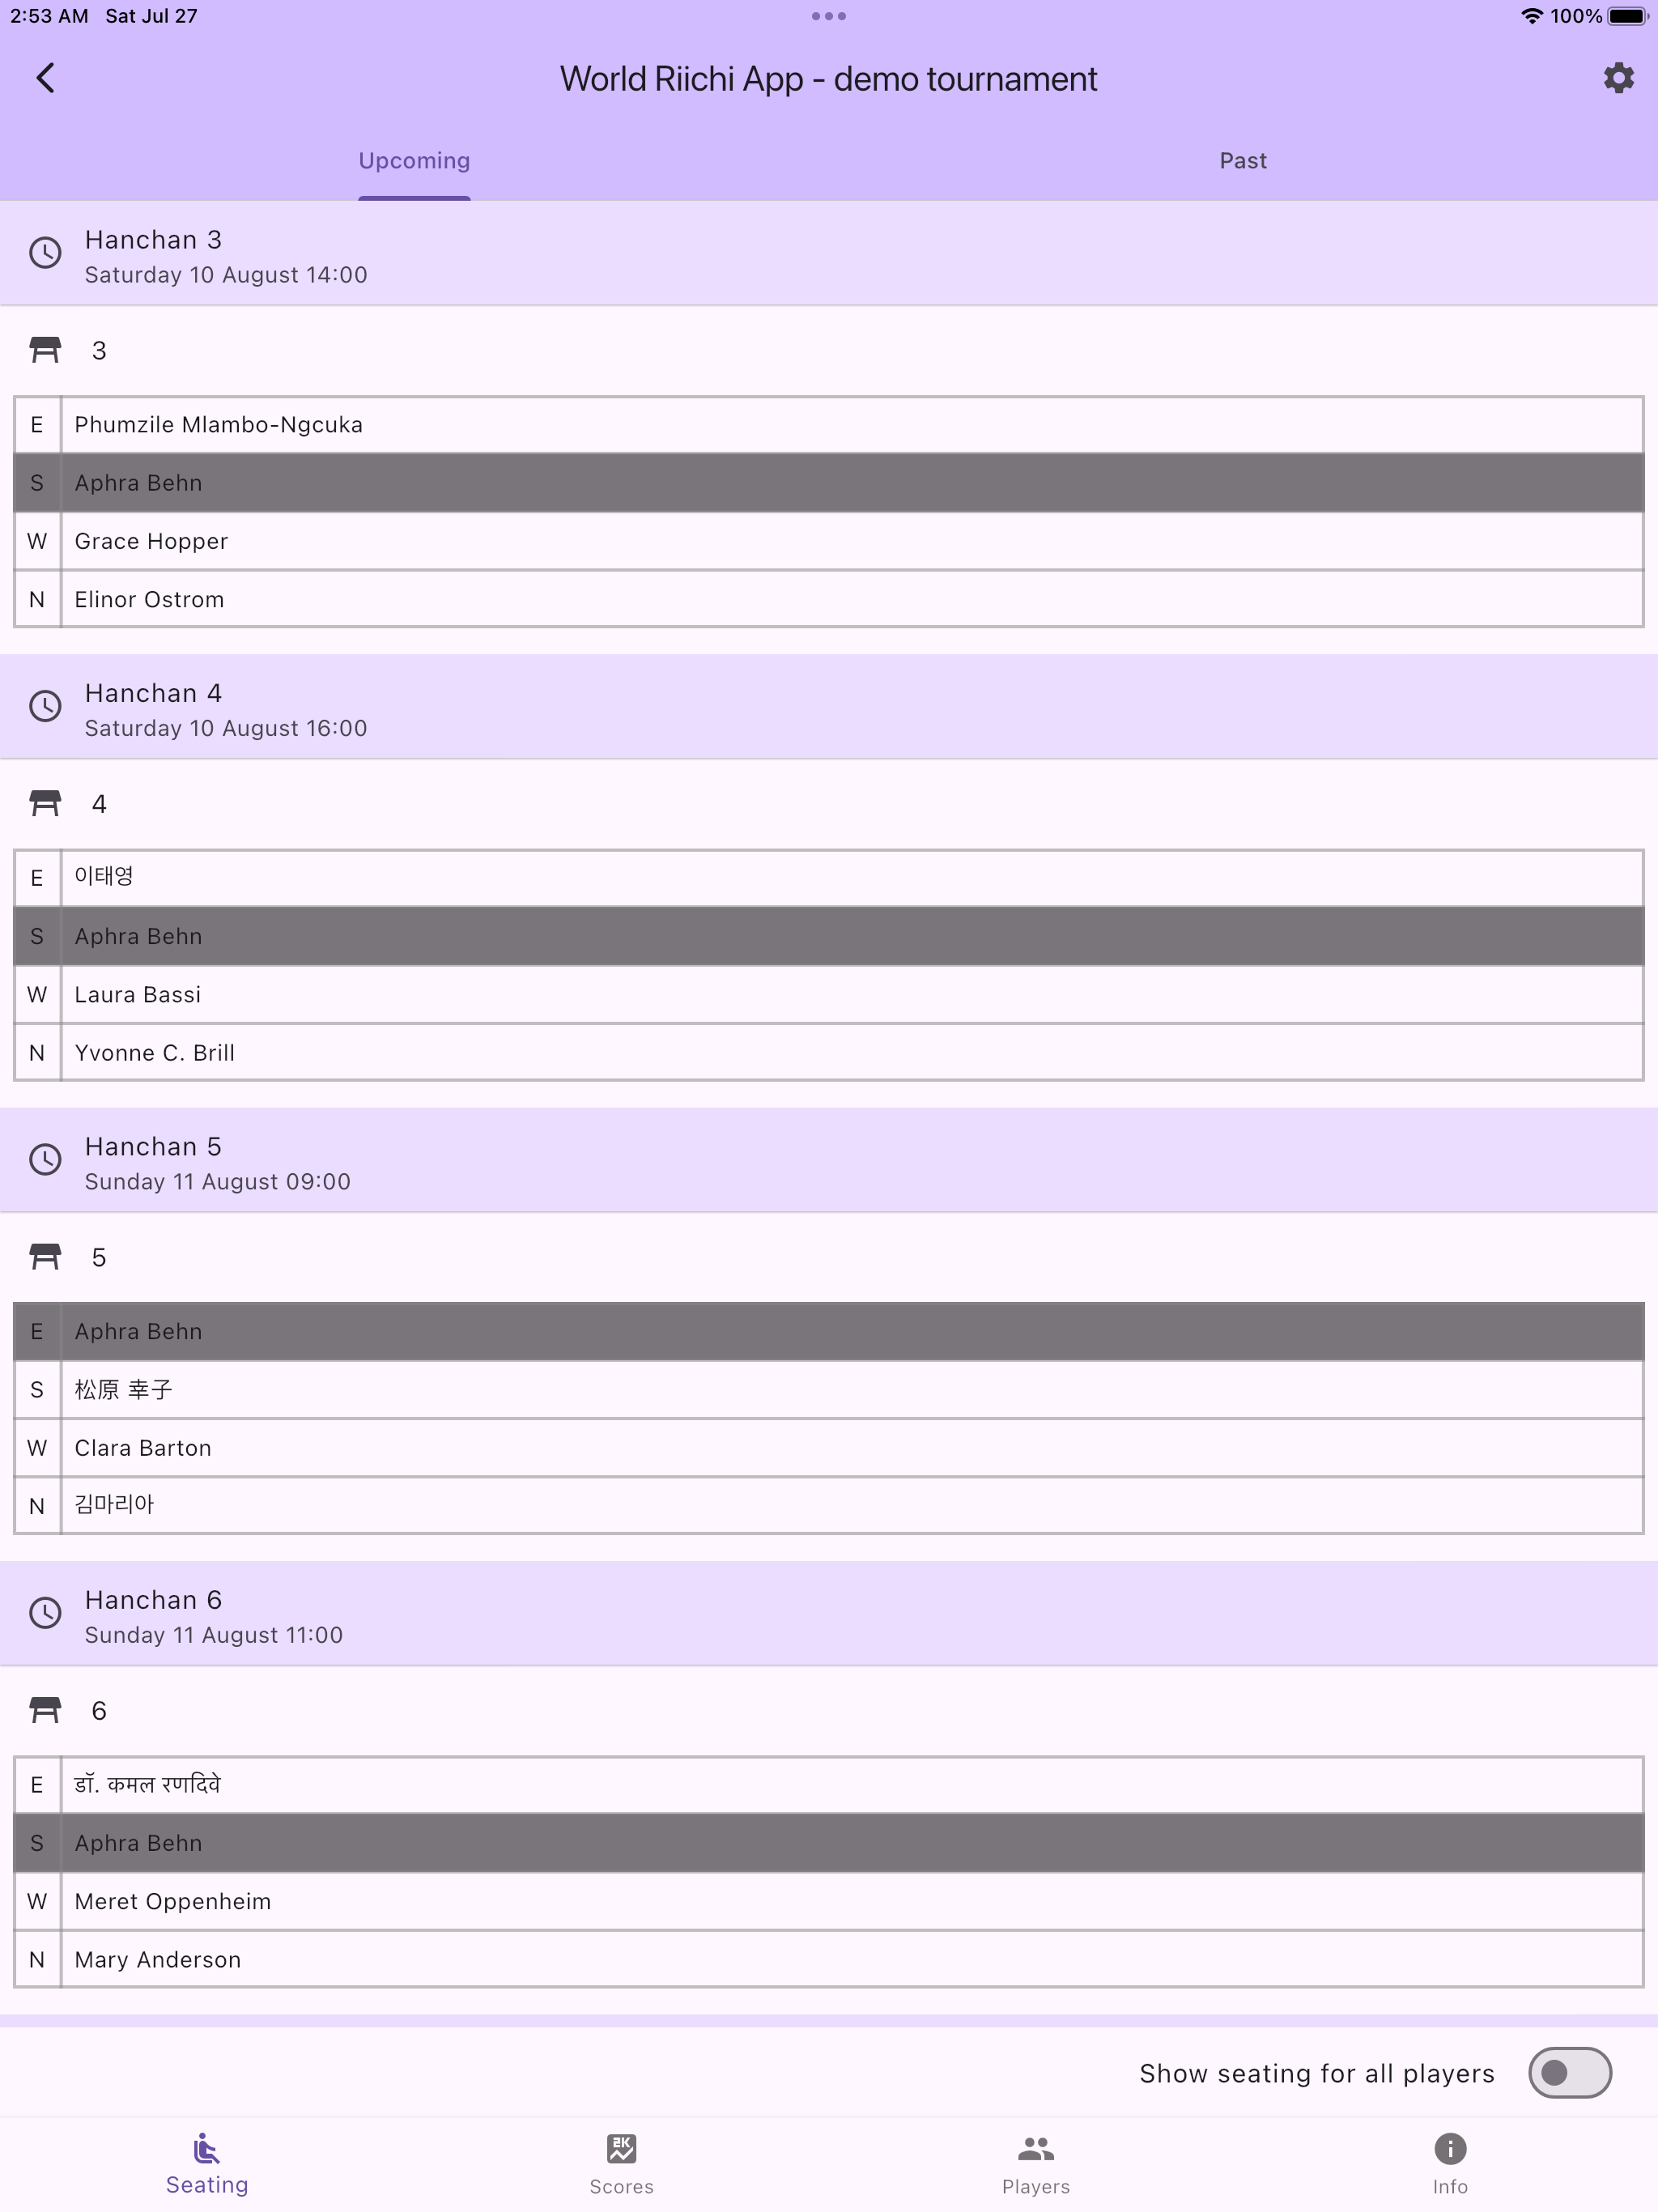 2:53 AM Sat Jul 27
100%
World Riichi App - demo tournament
Upcoming
Past
Hanchan 3
Saturday 10 August 14:00
3
E Phumzile Mlambo-Ngcuka
S Aphra Behn
W Grace Hopper
N Elinor Ostrom
Hanchan 4
Saturday 10 August 16:00
4
E 이태영
S Aphra Behn
W Laura Bassi
N Yvonne C. Brill
Hanchan 5
Sunday 11 August 09:00
5
E Aphra Behn
S 松原 幸子
W Clara Barton
N 김마리아
Hanchan 6
Sunday 11 August 11:00
6
E डॉ. कमल रणदिवे
S Aphra Behn
W Meret Oppenheim
N Mary Anderson
Show seating for all players
2K
Seating
Scores
Players
Info